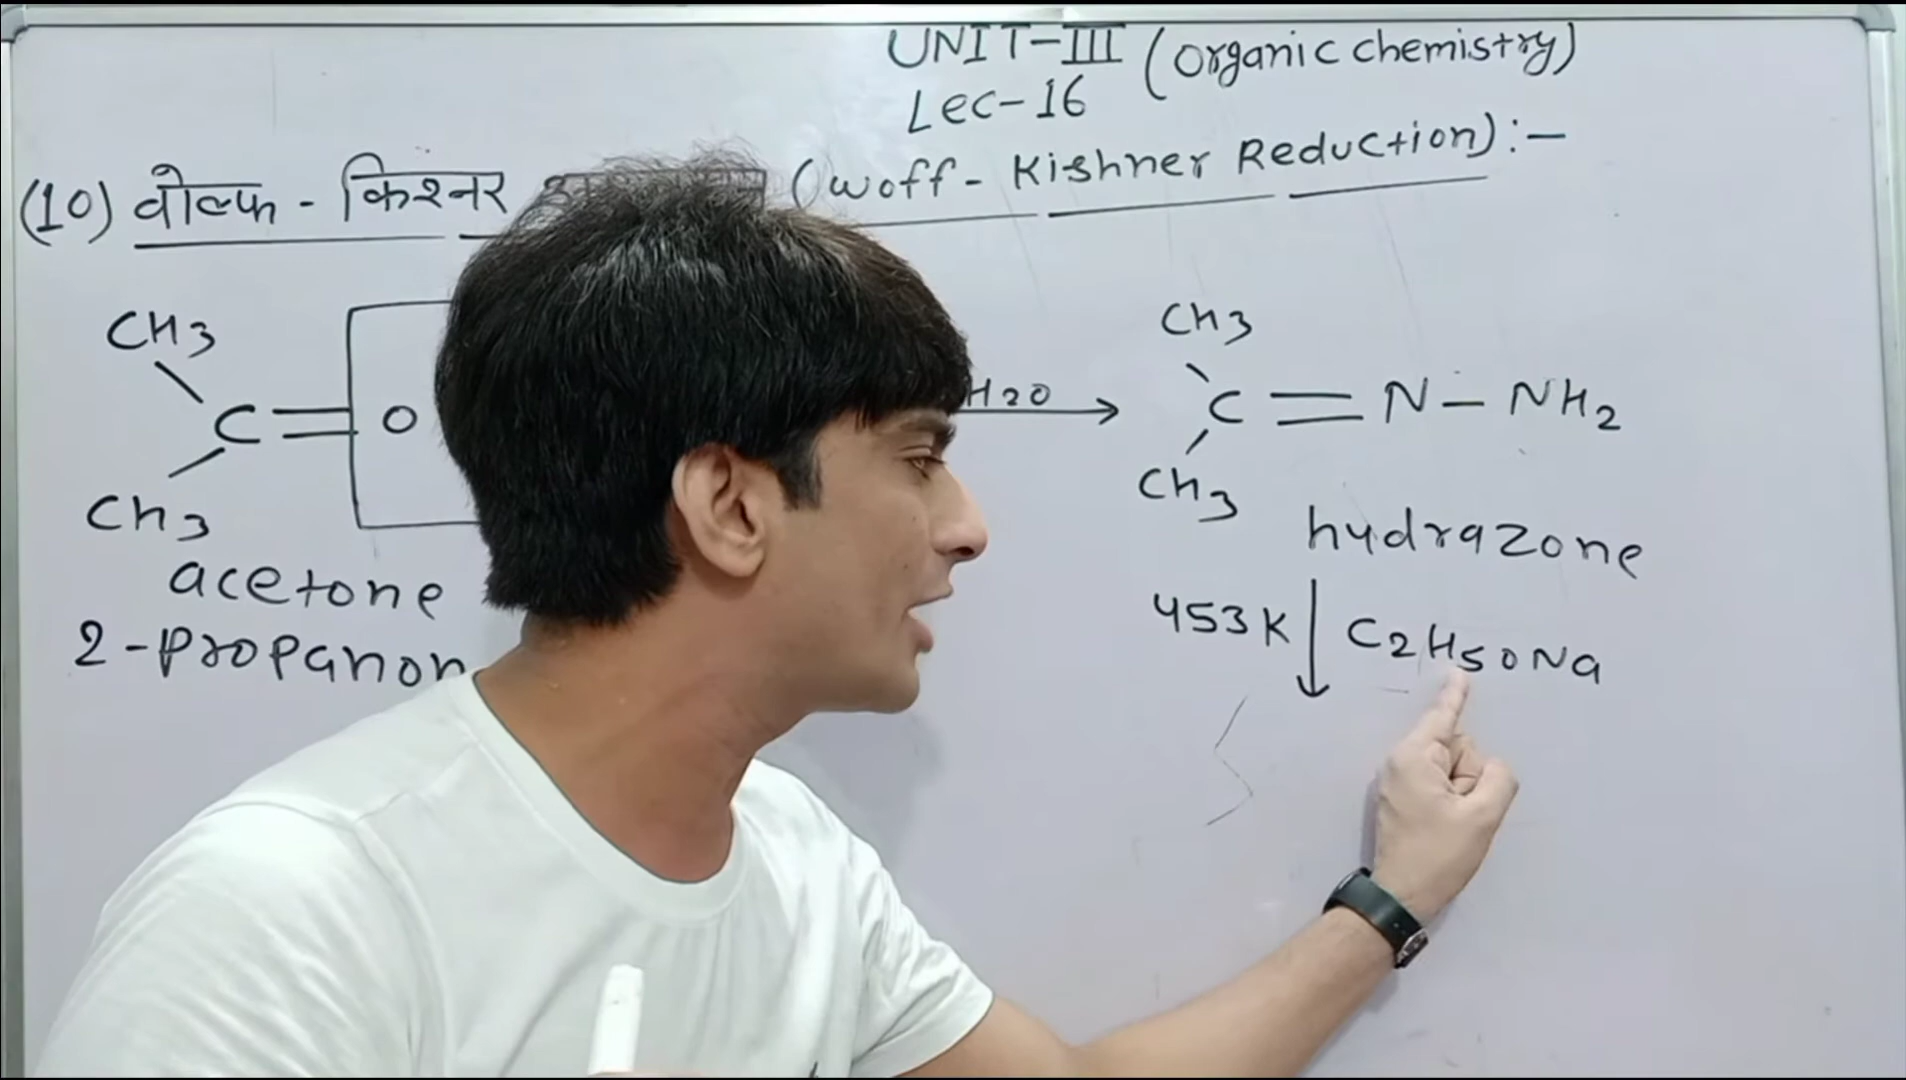 UNIT-III (Organic chemistry)
Lec-16
(10) वोल्फ - किश्नर (Woff - Kishner Reduction):-
CH3
C = O
CH3
acetone
2-propanon
H2O
CH3
C = N - NH2
CH3
hydrazone
453K C2H5ONa